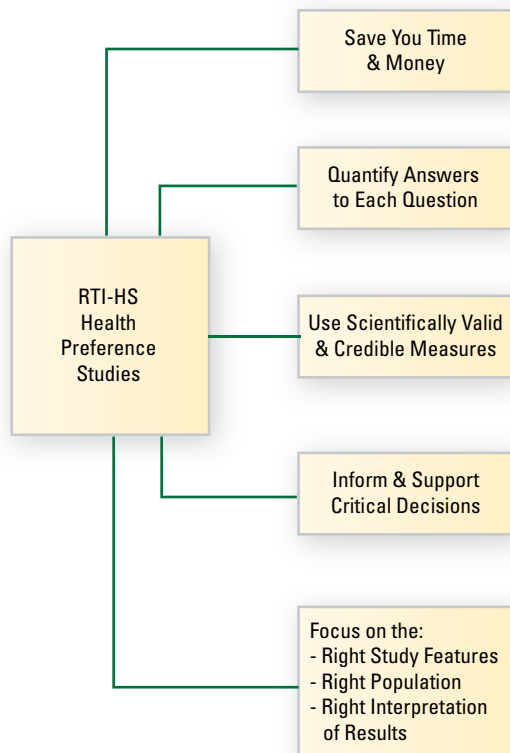 Save You Time
& Money
Quantify Answers
to Each Question
RTI-HS
Health
Preference
Studies
Use Scientifically Valid
& Credible Measures
Inform & Support
Critical Decisions
Focus on the:
- Right Study Features
- Right Population
- Right Interpretation
of Results